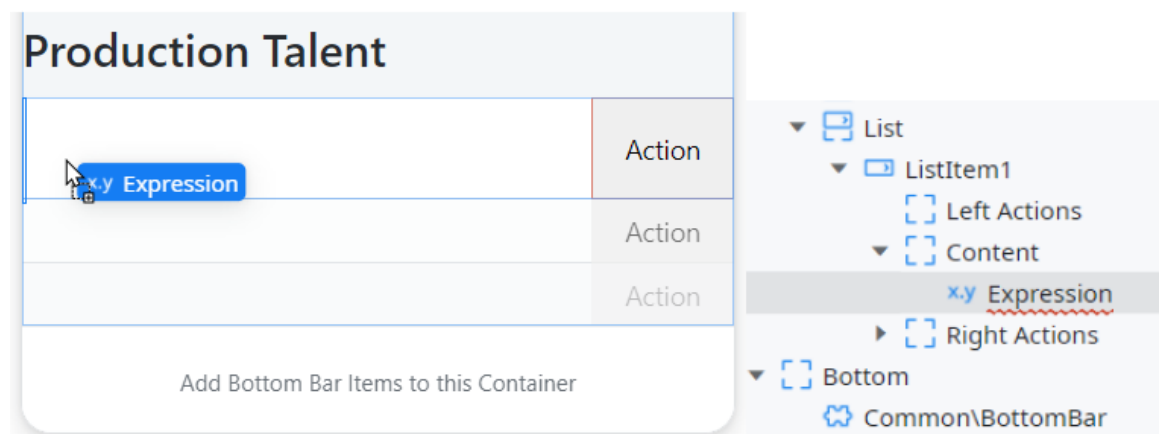 Production Talent
Action
x.y Expression
Action
Action
Add Bottom Bar Items to this Container
List
ListItem1
Left Actions
Content
x.y Expression
Right Actions
Bottom
Common\BottomBar